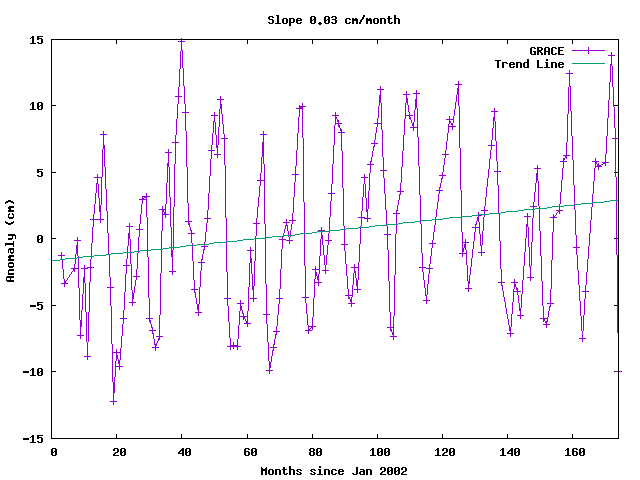 Slope 0.03 cm/month
GRACE
Trend Line
Anomaly (cm)
15
10
5
0
-5
-10
-15
0 20 40 60 80 100 120 140 160
Months since Jan 2002